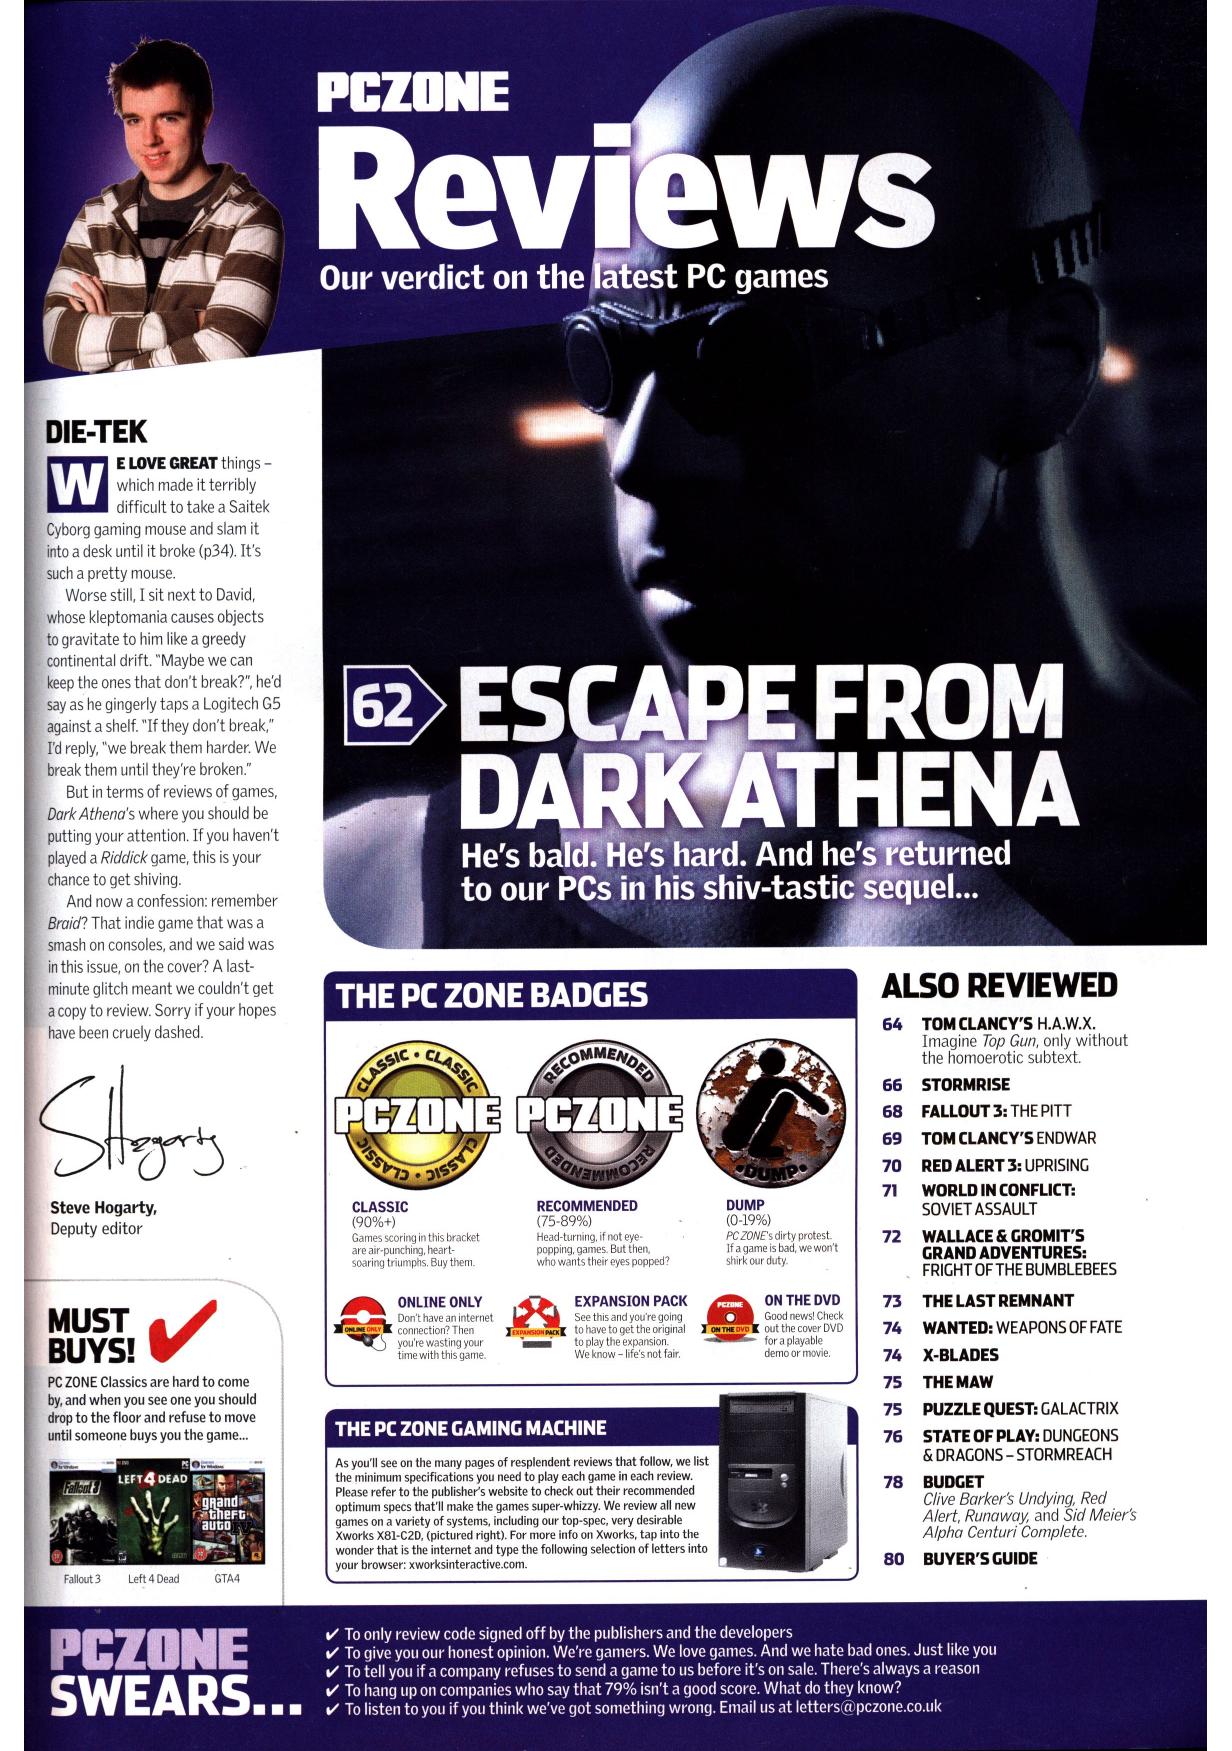 PCZONE
Reviews
Our verdict on the latest PC games
DIE-TEK
WE LOVE GREAT things –
which made it terribly
difficult to take a Saitek
Cyborg gaming mouse and slam it
into a desk until it broke (p34). It's
such a pretty mouse.
Worse still, I sit next to David,
whose kleptomania causes objects
to gravitate to him like a greedy
continental drift. "Maybe we can
keep the ones that don't break?", he'd
say as he gingerly taps a Logitech G5
against a shelf. "If they don't break,"
I'd reply, "we break them harder. We
break them until they're broken."
But in terms of reviews of games,
Dark Athena's where you should be
putting your attention. If you haven't
played a Riddick game, this is your
chance to get shiving.
And now a confession: remember
Braid? That indie game that was a
smash on consoles, and we said was
in this issue, on the cover? A last-
minute glitch meant we couldn't get
a copy to review. Sorry if your hopes
have been cruely dashed.
SHogarty
Steve Hogarty,
Deputy editor
MUST
BUYS!
PC ZONE Classics are hard to come
by, and when you see one you should
drop to the floor and refuse to move
until someone buys you the game...
Fallout 3
LEFT 4 DEAD
grand
theft
auto IV
Fallout 3 Left 4 Dead GTA4
62
ESCAPE FROM
DARK ATHENA
He's bald. He's hard. And he's returned
to our PCs in his shiv-tastic sequel...
THE PC ZONE BADGES
CLASSIC • CLASSIC
PCZONE
CLASSIC • CLASSIC
RECOMMENDED
PCZONE
RECOMMENDED
•DUMP•
CLASSIC
(90%+)
Games scoring in this bracket
are air-punching, heart-
soaring triumphs. Buy them.
RECOMMENDED
(75-89%)
Head-turning, if not eye-
popping, games. But then,
who wants their eyes popped?
DUMP
(0-19%)
PC ZONE's dirty protest.
If a game is bad, we won't
shirk our duty.
ONLINE ONLY
ONLINE ONLY
Don't have an internet
connection? Then
you're wasting your
time with this game.
EXPANSION PACK
EXPANSION PACK
See this and you're going
to have to get the original
to play the expansion.
We know – life's not fair.
PCZONE
ON THE DVD
ON THE DVD
Good news! Check
out the cover DVD
for a playable
demo or movie.
THE PC ZONE GAMING MACHINE
As you'll see on the many pages of resplendent reviews that follow, we list
the minimum specifications you need to play each game in each review.
Please refer to the publisher's website to check out their recommended
optimum specs that'll make the games super-whizzy. We review all new
games on a variety of systems, including our top-spec, very desirable
Xworks X81-C2D, (pictured right). For more info on Xworks, tap into the
wonder that is the internet and type the following selection of letters into
your browser: xworksinteractive.com.
ALSO REVIEWED
64 TOM CLANCY'S H.A.W.X.
Imagine Top Gun, only without
the homoerotic subtext.
66 STORMRISE
68 FALLOUT 3: THE PITT
69 TOM CLANCY'S ENDWAR
70 RED ALERT 3: UPRISING
71 WORLD IN CONFLICT:
SOVIET ASSAULT
72 WALLACE & GROMIT'S
GRAND ADVENTURES:
FRIGHT OF THE BUMBLEBEES
73 THE LAST REMNANT
74 WANTED: WEAPONS OF FATE
74 X-BLADES
75 THE MAW
75 PUZZLE QUEST: GALACTRIX
76 STATE OF PLAY: DUNGEONS
& DRAGONS – STORMREACH
78 BUDGET
Clive Barker's Undying, Red
Alert, Runaway, and Sid Meier's
Alpha Centuri Complete.
80 BUYER'S GUIDE
PCZONE
SWEARS...
✔ To only review code signed off by the publishers and the developers
✔ To give you our honest opinion. We're gamers. We love games. And we hate bad ones. Just like you
✔ To tell you if a company refuses to send a game to us before it's on sale. There's always a reason
✔ To hang up on companies who say that 79% isn't a good score. What do they know?
✔ To listen to you if you think we've got something wrong. Email us at letters@pczone.co.uk